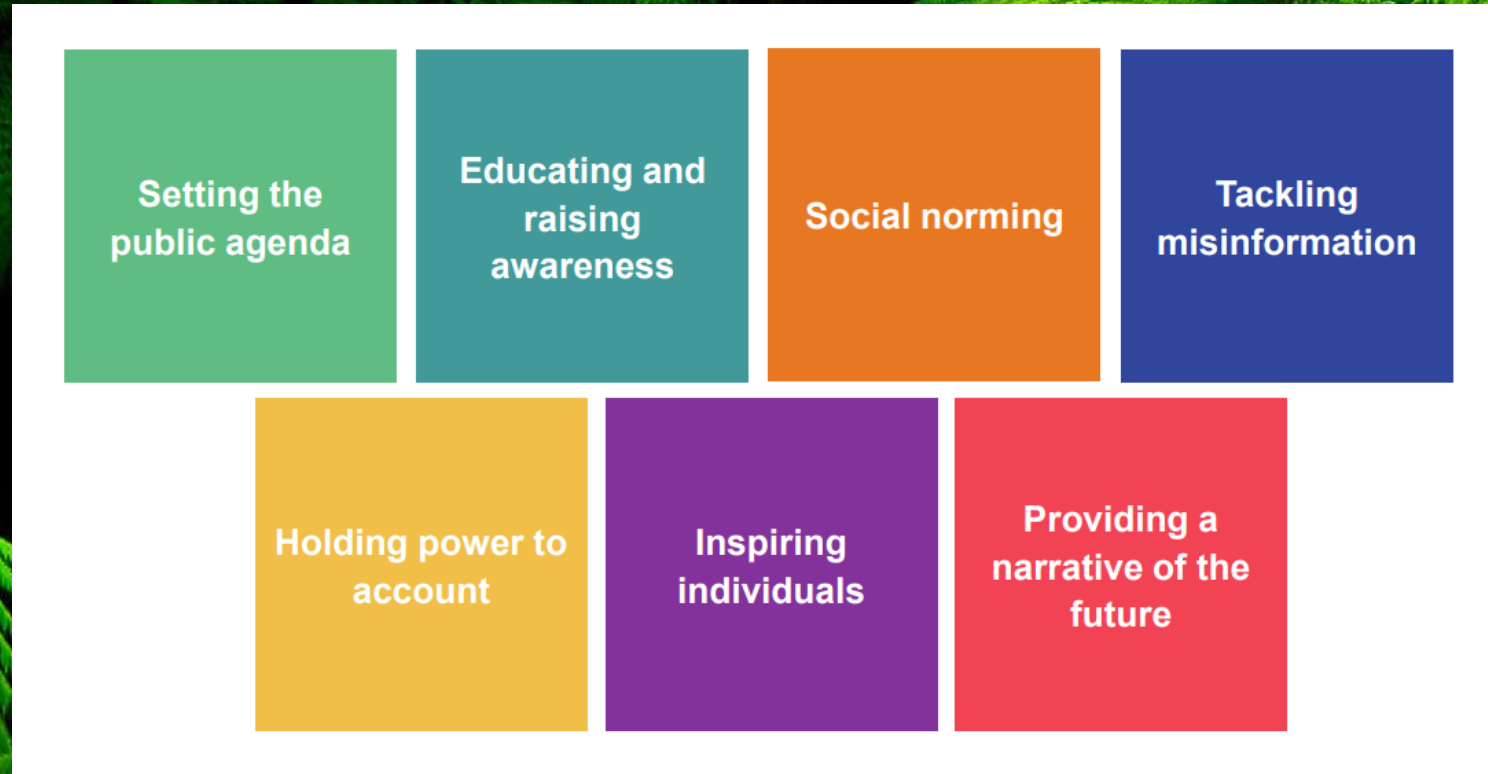 Setting the
public agenda
Educating and
raising
awareness
Social norming
Tackling
misinformation
Holding power to
account
Inspiring
individuals
Providing a
narrative of the
future